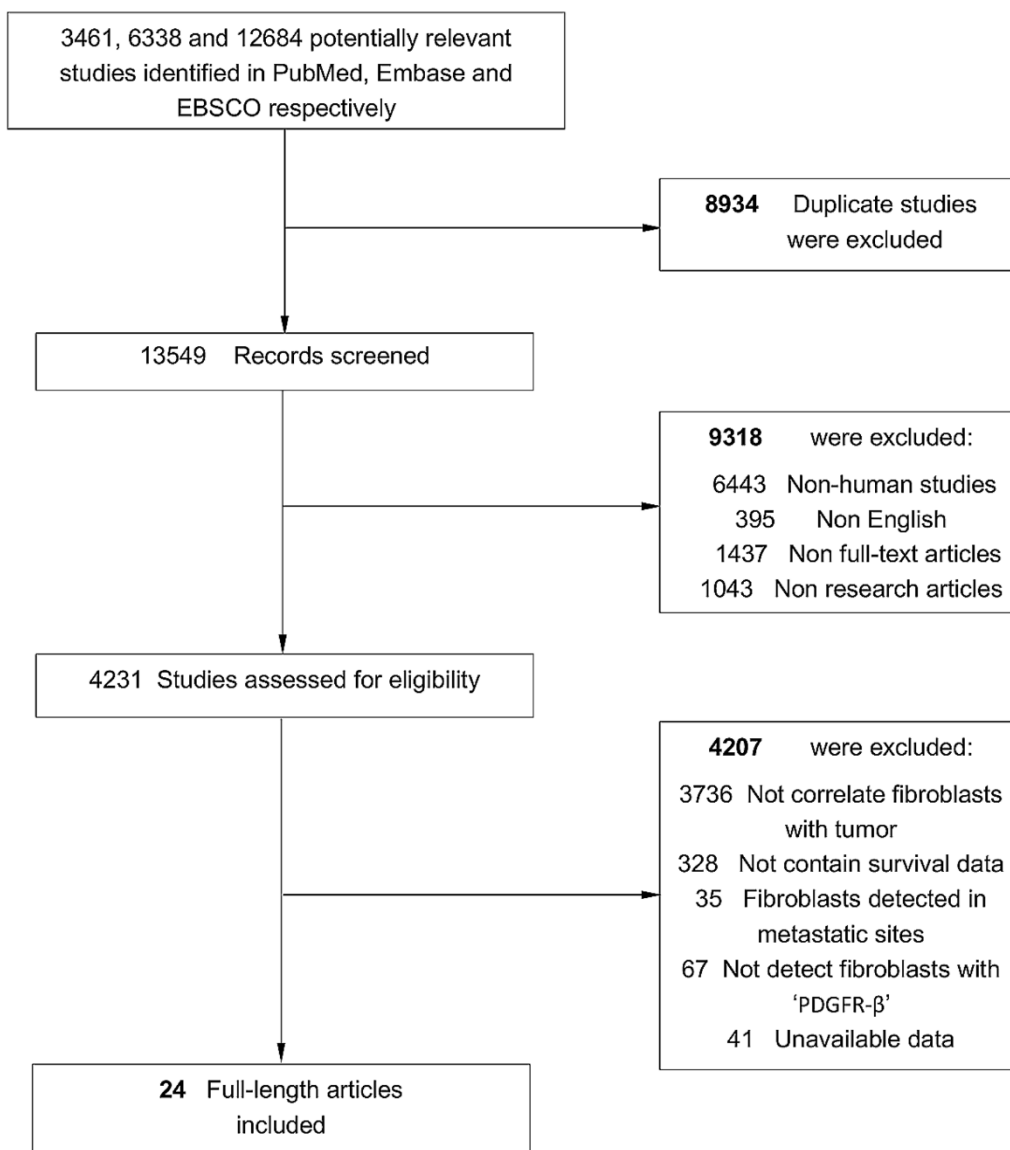 3461, 6338 and 12684 potentially relevant
studies identified in PubMed, Embase and
EBSCO respectively
8934 Duplicate studies
were excluded
13549 Records screened
9318 were excluded:
6443 Non-human studies
395 Non English
1437 Non full-text articles
1043 Non research articles
4231 Studies assessed for eligibility
4207 were excluded:
3736 Not correlate fibroblasts
with tumor
328 Not contain survival data
35 Fibroblasts detected in
metastatic sites
67 Not detect fibroblasts with
‘PDGFR-β’
41 Unavailable data
24 Full-length articles
included